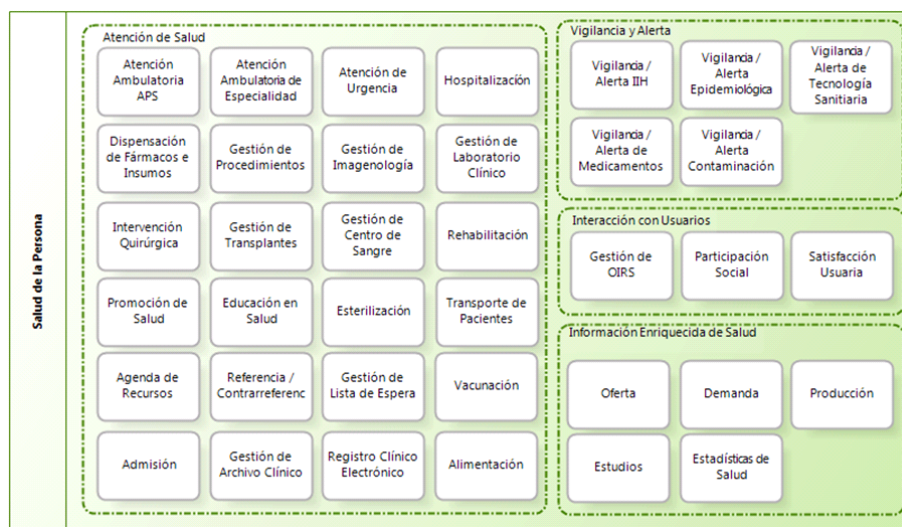 Salud de la Persona
Atención de Salud
Atención
Ambulatoria
APS
Atención
Ambulatoria de
Especialidad
Atención de
Urgencia
Hospitalización
Dispensación
de Fármacos e
Insumos
Gestión de
Procedimientos
Gestión de
Imagenología
Gestión de
Laboratorio
Clínico
Intervención
Quirúrgica
Gestión de
Transplantes
Gestión de
Centro de
Sangre
Rehabilitación
Promoción de
Salud
Educación en
Salud
Esterilización
Transporte de
Pacientes
Agenda de
Recursos
Referencia /
Contrarreferenc
Gestión de
Lista de Espera
Vacunación
Admisión
Gestión de
Archivo Clínico
Registro Clínico
Electrónico
Alimentación
Vigilancia y Alerta
Vigilancia /
Alerta IIH
Vigilancia /
Alerta
Epidemiológica
Vigilancia /
Alerta de
Tecnología
Sanitaria
Vigilancia /
Alerta de
Medicamentos
Vigilancia /
Alerta
Contaminación
Interacción con Usuarios
Gestión de
OIRS
Participación
Social
Satisfacción
Usuaria
Información Enriquecida de Salud
Oferta
Demanda
Producción
Estudios
Estadísticas de
Salud